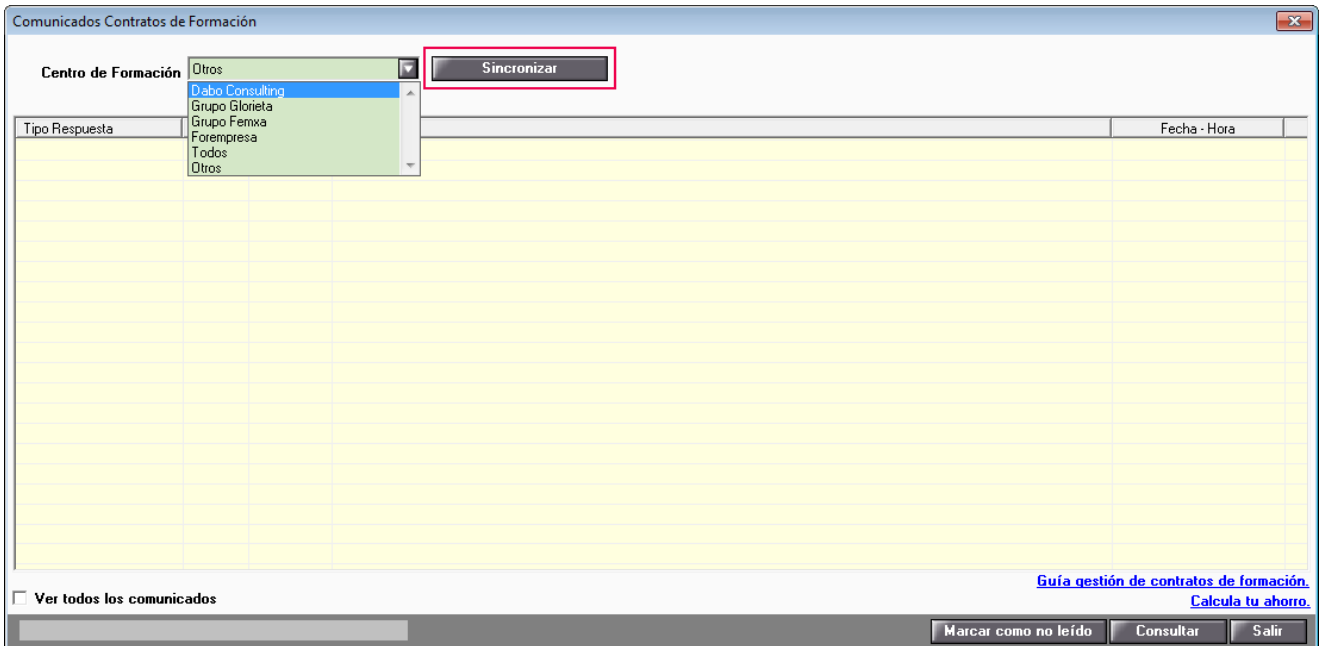 Comunicados Contratos de Formación
Centro de Formación Otros Sincronizar
Dabo Consulting
Grupo Glorieta
Grupo Femxa
Forempresa
Todos
Otros
Tipo Respuesta Fecha - Hora
Guía gestión de contratos de formación.
Ver todos los comunicados
Calcula tu ahorro.
Marcar como no leído Consultar Salir